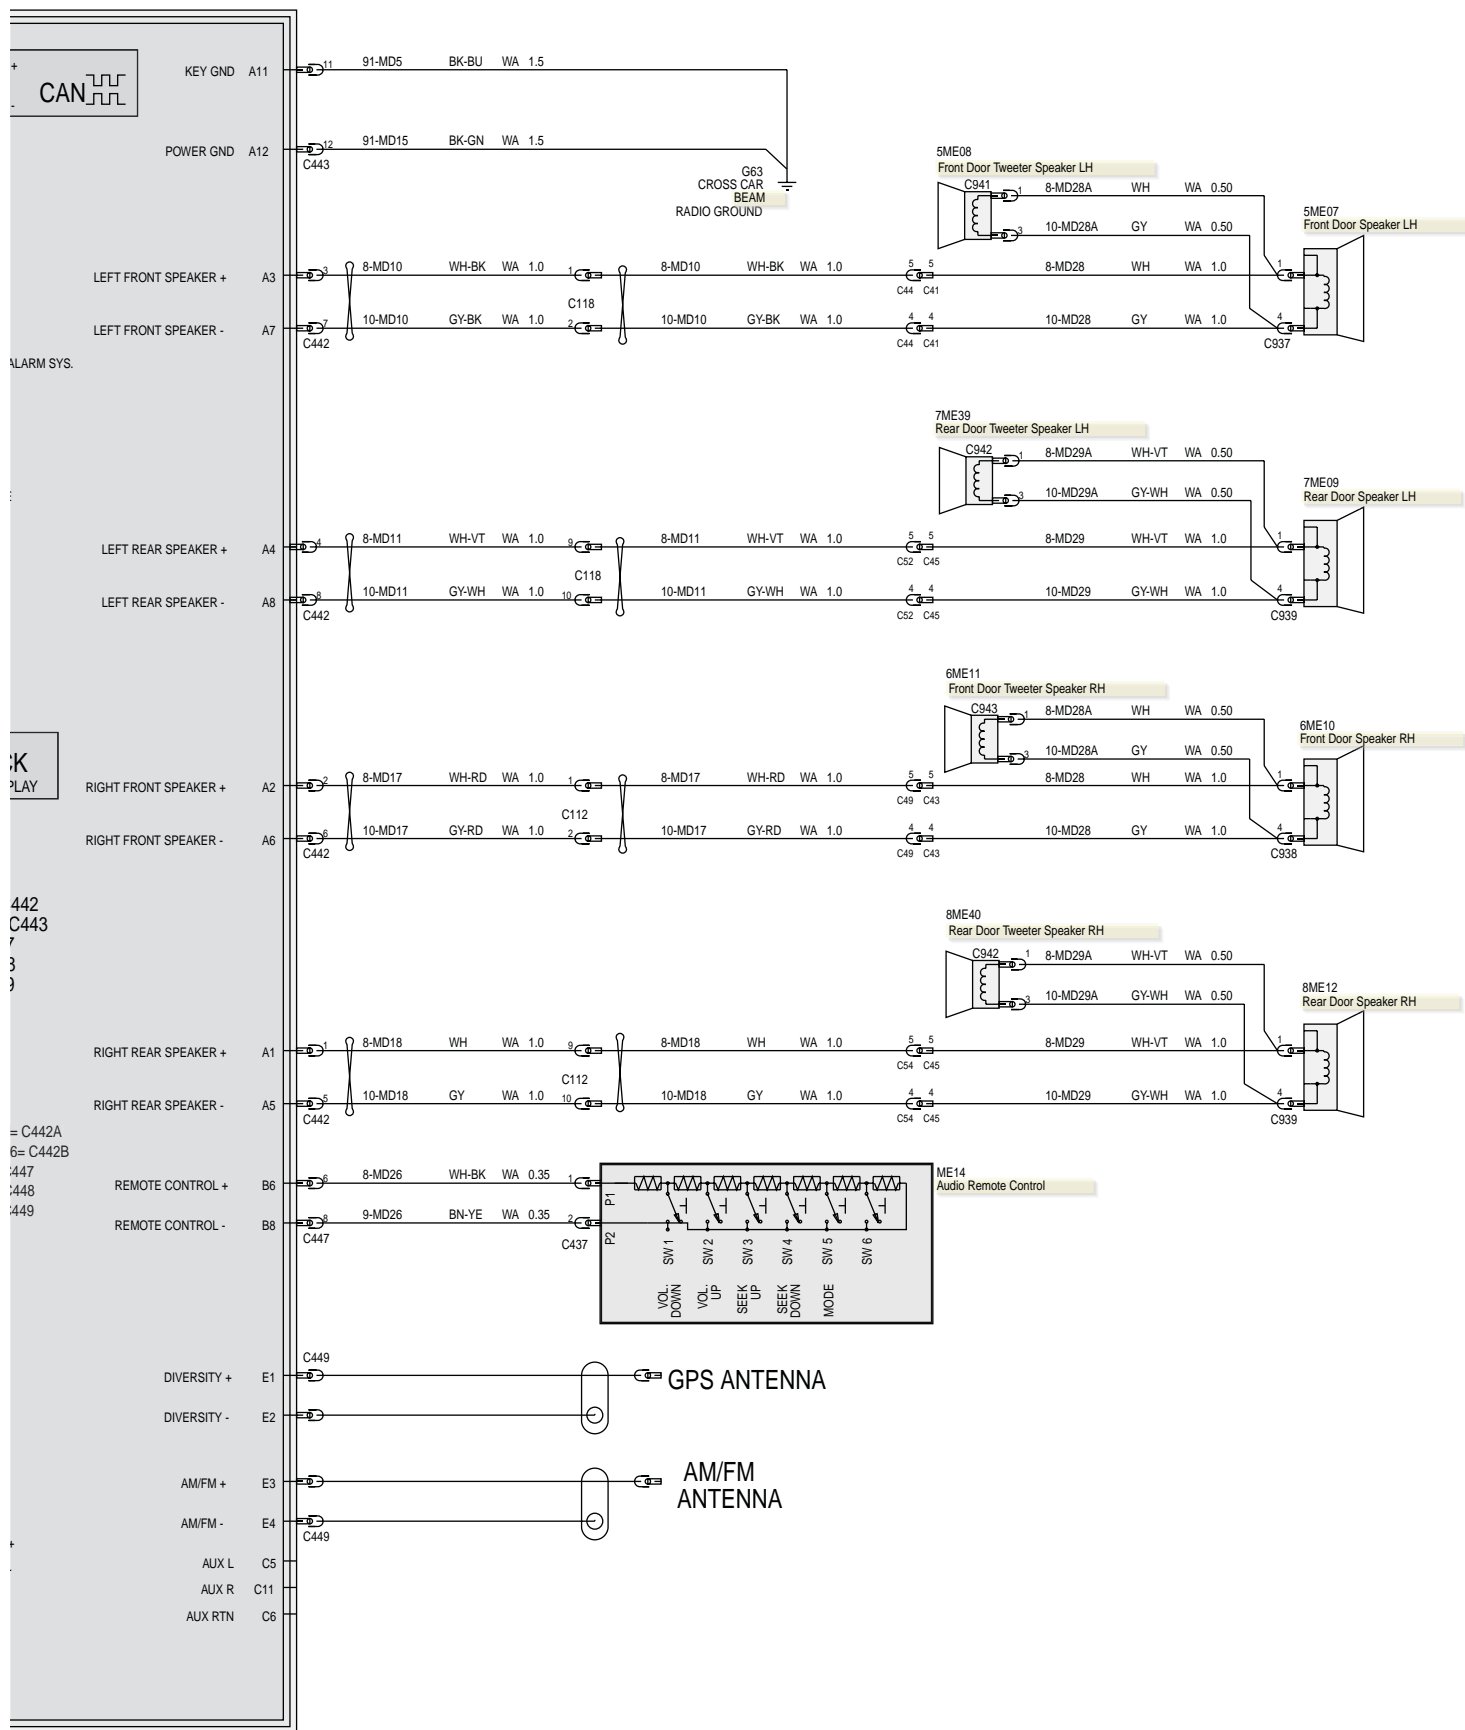 +
-
CAN
KEY GND A11 11 91-MD5 BK-BU WA 1.5
POWER GND A12 12 91-MD15 BK-GN WA 1.5
C443
G63
CROSS CAR
BEAM
RADIO GROUND
5ME08
Front Door Tweeter Speaker LH
C941 1 8-MD28A WH WA 0.50
3 10-MD28A GY WA 0.50
5ME07
Front Door Speaker LH
LEFT FRONT SPEAKER + A3 3 8-MD10 WH-BK WA 1.0 1 8-MD10 WH-BK WA 1.0 5 5 8-MD28 WH WA 1.0 1
C44 C41
C118
LEFT FRONT SPEAKER - A7 7 10-MD10 GY-BK WA 1.0 2 10-MD10 GY-BK WA 1.0 4 4 10-MD28 GY WA 1.0 4
C442 C44 C41 C937
ALARM SYS.
7ME39
Rear Door Tweeter Speaker LH
C942 1 8-MD29A WH-VT WA 0.50
3 10-MD29A GY-WH WA 0.50
7ME09
Rear Door Speaker LH
E
LEFT REAR SPEAKER + A4 4 8-MD11 WH-VT WA 1.0 9 8-MD11 WH-VT WA 1.0 5 5 8-MD29 WH-VT WA 1.0 1
C52 C45
C118
LEFT REAR SPEAKER - A8 8 10-MD11 GY-WH WA 1.0 10 10-MD11 GY-WH WA 1.0 4 4 10-MD29 GY-WH WA 1.0 4
C442 C52 C45 C939
6ME11
Front Door Tweeter Speaker RH
C943 1 8-MD28A WH WA 0.50
3 10-MD28A GY WA 0.50
6ME10
Front Door Speaker RH
CK
PLAY
RIGHT FRONT SPEAKER + A2 2 8-MD17 WH-RD WA 1.0 1 8-MD17 WH-RD WA 1.0 5 5 8-MD28 WH WA 1.0 1
C49 C43
C112
RIGHT FRONT SPEAKER - A6 6 10-MD17 GY-RD WA 1.0 2 10-MD17 GY-RD WA 1.0 4 4 10-MD28 GY WA 1.0 4
C442 C49 C43 C938
442
C443
8ME40
Rear Door Tweeter Speaker RH
C942 1 8-MD29A WH-VT WA 0.50
3 10-MD29A GY-WH WA 0.50
8ME12
Rear Door Speaker RH
RIGHT REAR SPEAKER + A1 1 8-MD18 WH WA 1.0 9 8-MD18 WH WA 1.0 5 5 8-MD29 WH-VT WA 1.0 1
C54 C45
C112
RIGHT REAR SPEAKER - A5 5 10-MD18 GY WA 1.0 10 10-MD18 GY WA 1.0 4 4 10-MD29 GY-WH WA 1.0 4
C442 C54 C45 C939
= C442A
6= C442B
C447
C448
C449
REMOTE CONTROL + B6 6 8-MD26 WH-BK WA 0.35 1 P1
REMOTE CONTROL - B8 8 9-MD26 BN-YE WA 0.35 2 P2
C447 C437
ME14
Audio Remote Control
SW 1 SW 2 SW 3 SW 4 SW 5 SW 6
VOL. DOWN
VOL. UP
SEEK UP
SEEK DOWN
MODE
C449
DIVERSITY + E1 GPS ANTENNA
DIVERSITY - E2
AM/FM + E3 AM/FM
ANTENNA
AM/FM - E4
C449
AUX L C5
AUX R C11
AUX RTN C6